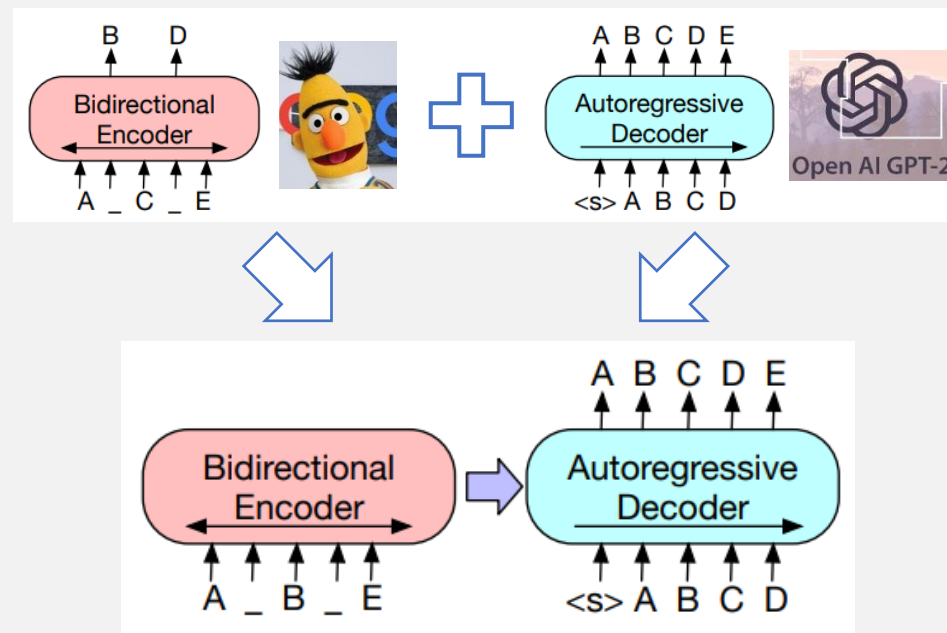 B D
Bidirectional
Encoder
A _ C _ E
A B C D E
Autoregressive
Decoder
<s> A B C D
Open AI GPT-2
Bidirectional
Encoder
A _ B _ E
A B C D E
Autoregressive
Decoder
<s> A B C D